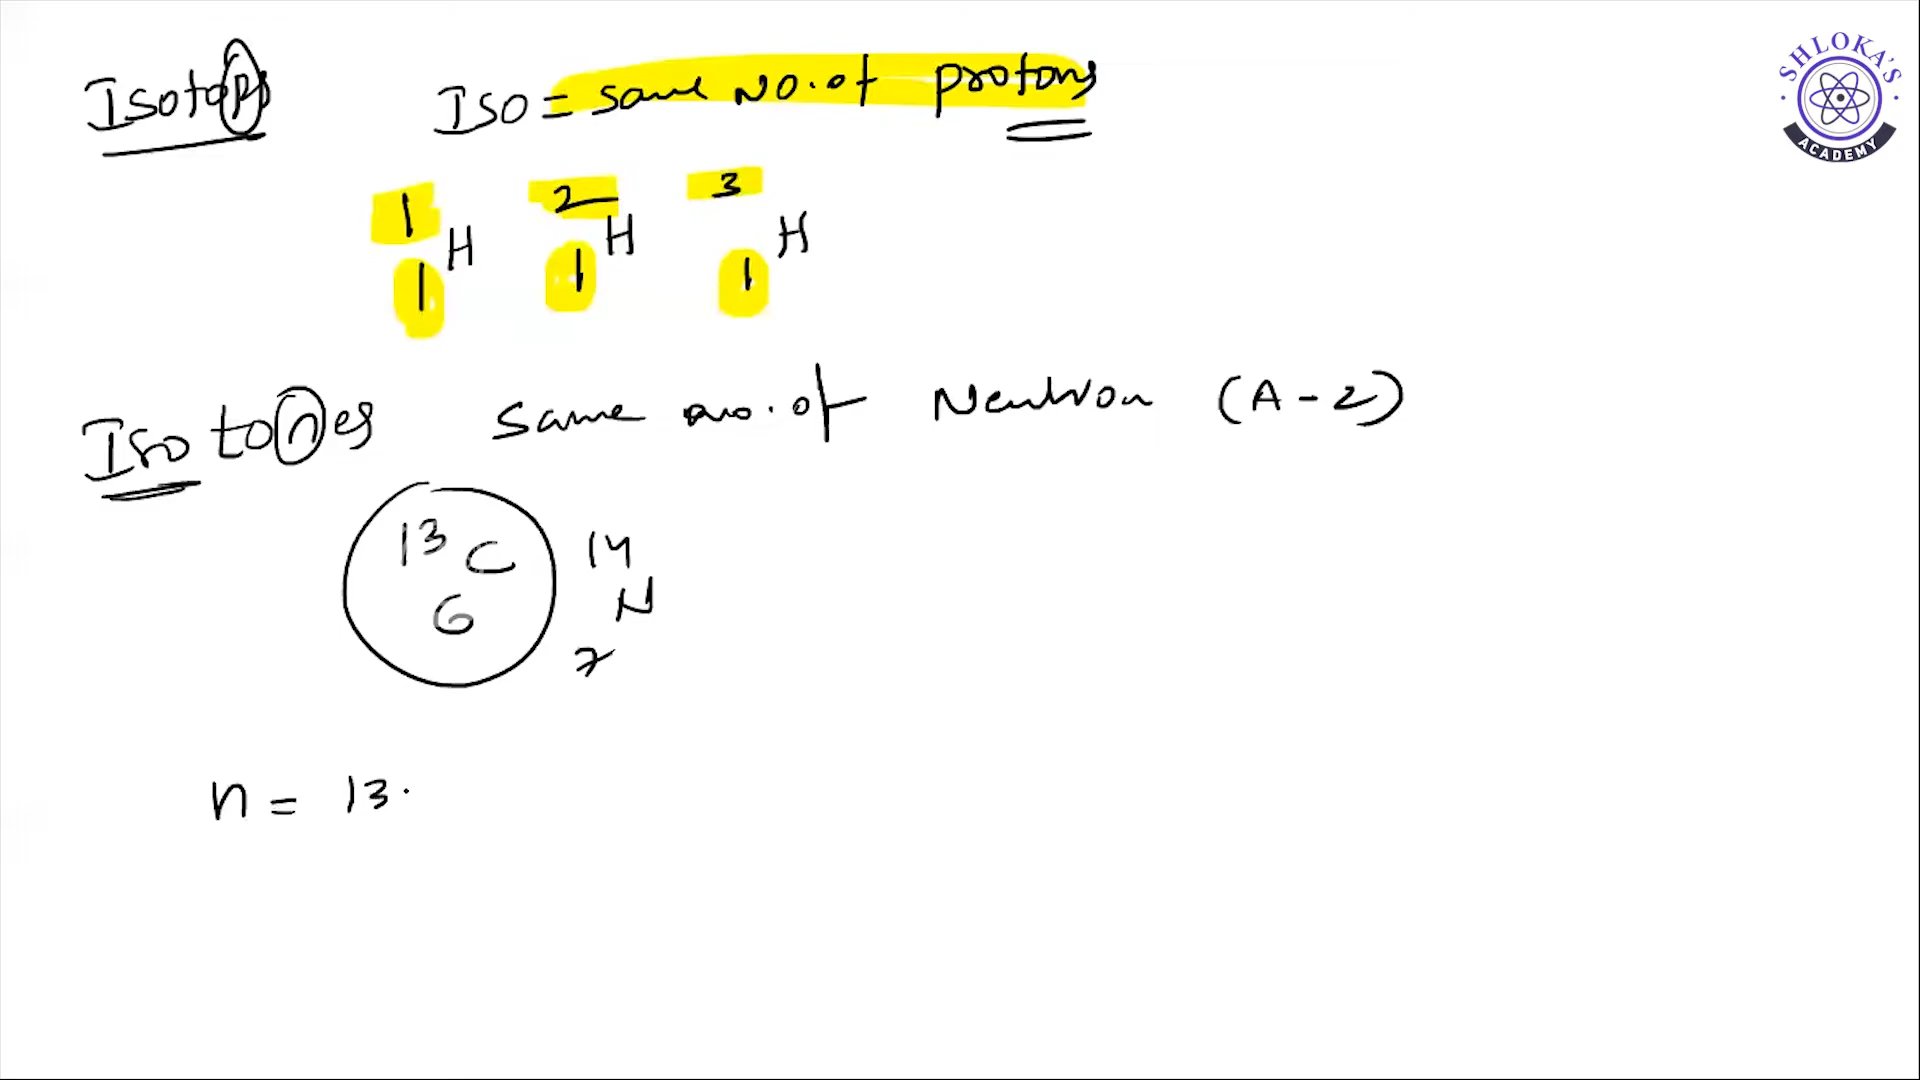 Isotops ISO = same No. of protons
1 2 3
H H H
1 1 1
Isotones same no. of Neutron (A-2)
13 C 14 N
6 7
n = 13.
SHLOKA'S
ACADEMY